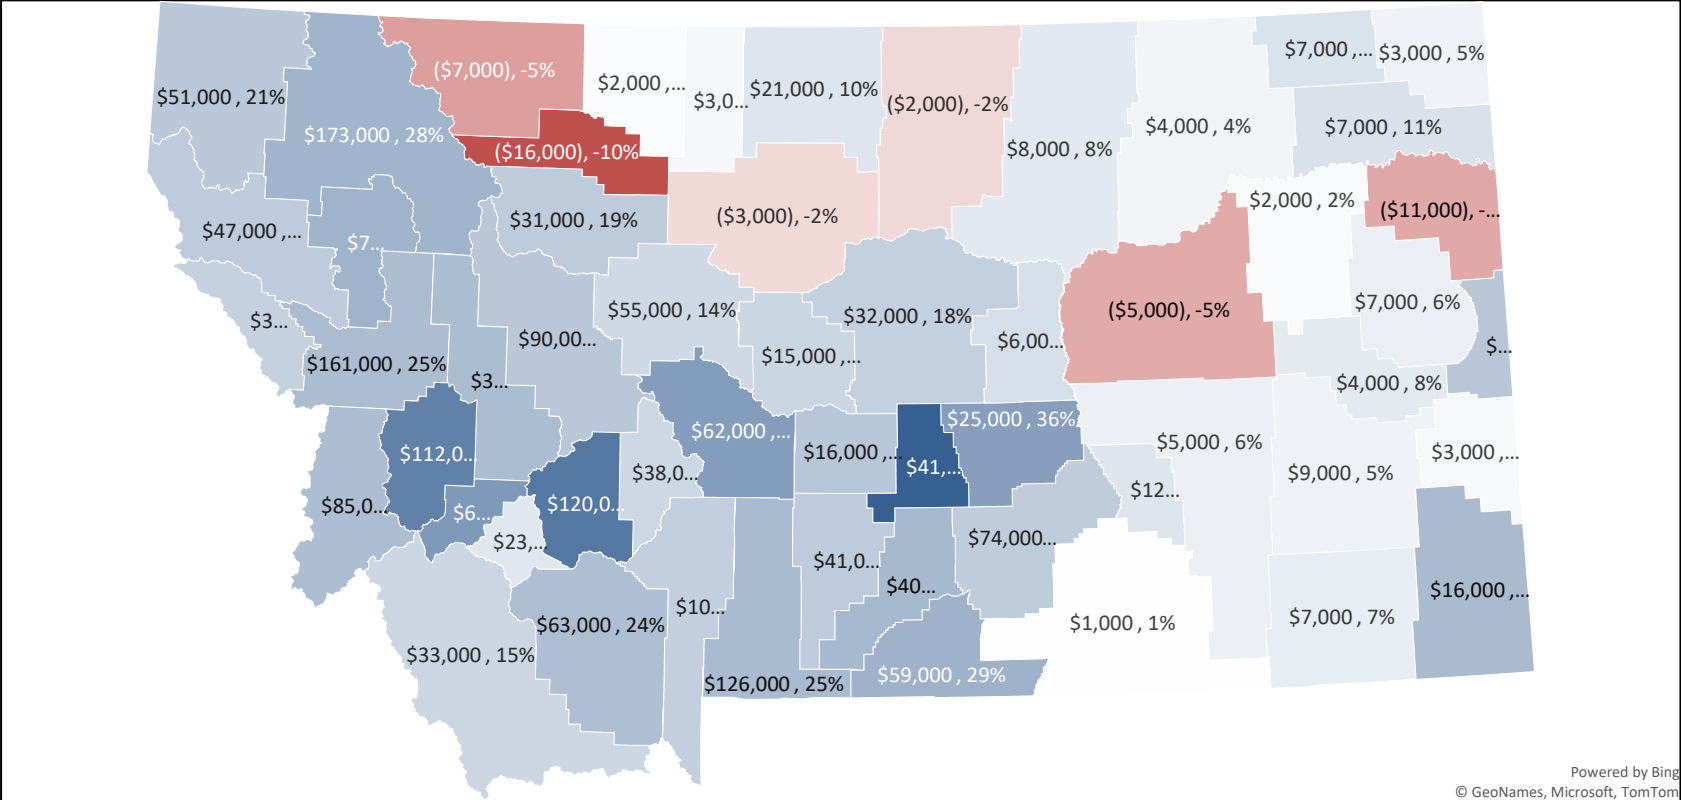 $7,000 ,...
$3,000 , 5%
($7,000), -5%
$2,000 ,...
$21,000 , 10%
$51,000 , 21%
$3,0...
($2,000), -2%
$4,000 , 4%
$7,000 , 11%
$173,000 , 28%
($16,000), -10%
$8,000 , 8%
$2,000 , 2%
($11,000), -...
$31,000 , 19%
($3,000), -2%
$47,000 ,...
$7...
$55,000 , 14%
$32,000 , 18%
($5,000), -5%
$7,000 , 6%
$3...
$90,00...
$15,000 ,...
$6,00...
$...
$161,000 , 25%
$3...
$4,000 , 8%
$62,000 ,...
$25,000 , 36%
$112,0...
$38,0...
$16,000 ,...
$41,...
$5,000 , 6%
$9,000 , 5%
$3,000 ,...
$85,0...
$6...
$120,0...
$12...
$23,...
$74,000...
$41,0...
$40...
$16,000 ,...
$10...
$63,000 , 24%
$1,000 , 1%
$7,000 , 7%
$33,000 , 15%
$126,000 , 25%
$59,000 , 29%
Powered by Bing
© GeoNames, Microsoft, TomTom